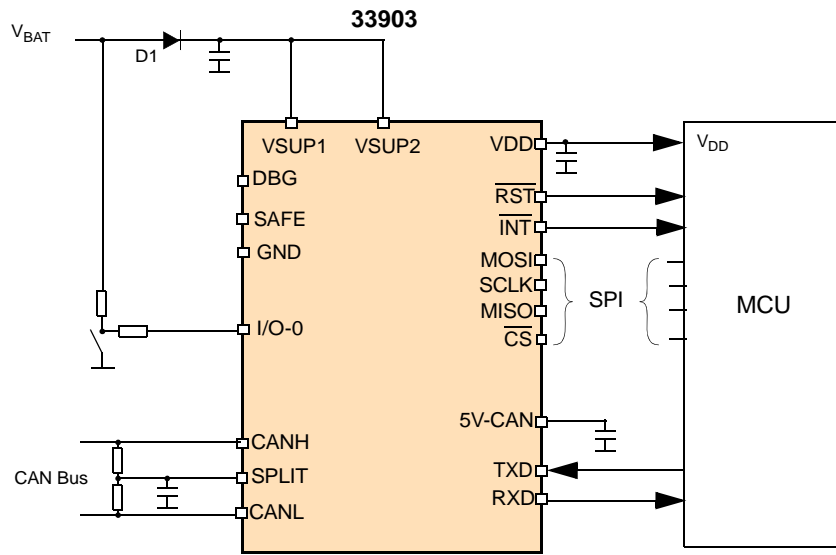 33903
V_BAT
D1
VSUP1 VSUP2
VDD
V_DD
DBG
RST
SAFE
INT
GND
MOSI
SCLK
SPI
MCU
MISO
I/O-0
CS
5V-CAN
CANH
TXD
CAN Bus
SPLIT
RXD
CANL